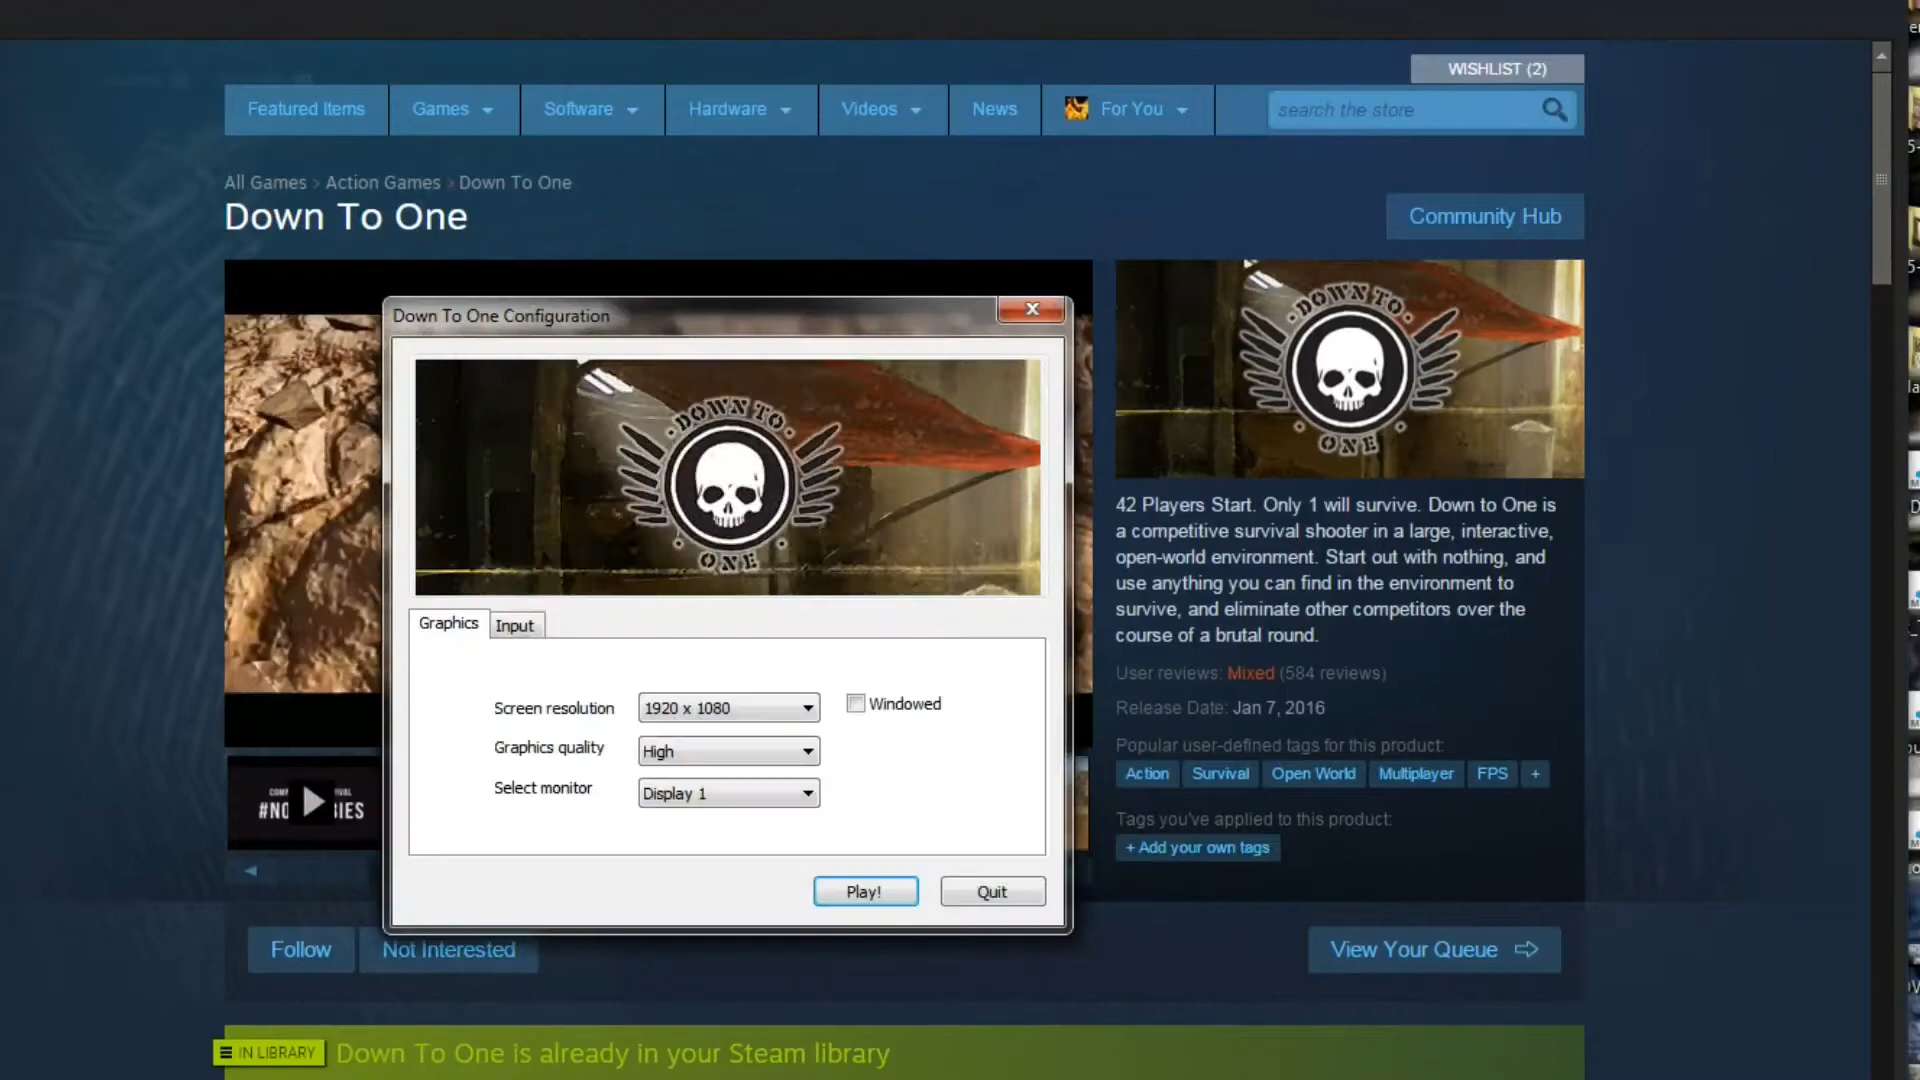 WISHLIST (2)
Featured Items
Games
Software
Hardware
Videos
News
For You
search the store
All Games > Action Games > Down To One
Down To One
Community Hub
Down To One Configuration
DOWN TO
ONE
Graphics
Input
Screen resolution
1920 x 1080
Windowed
Graphics quality
High
Select monitor
Display 1
Play!
Quit
DOWN TO
ONE
42 Players Start. Only 1 will survive. Down to One is
a competitive survival shooter in a large, interactive,
open-world environment. Start out with nothing, and
use anything you can find in the environment to
survive, and eliminate other competitors over the
course of a brutal round.
User reviews: Mixed (584 reviews)
Release Date: Jan 7, 2016
Popular user-defined tags for this product:
Action
Survival
Open World
Multiplayer
FPS
+
Tags you've applied to this product:
+ Add your own tags
Follow
Not Interested
View Your Queue
IN LIBRARY
Down To One is already in your Steam library